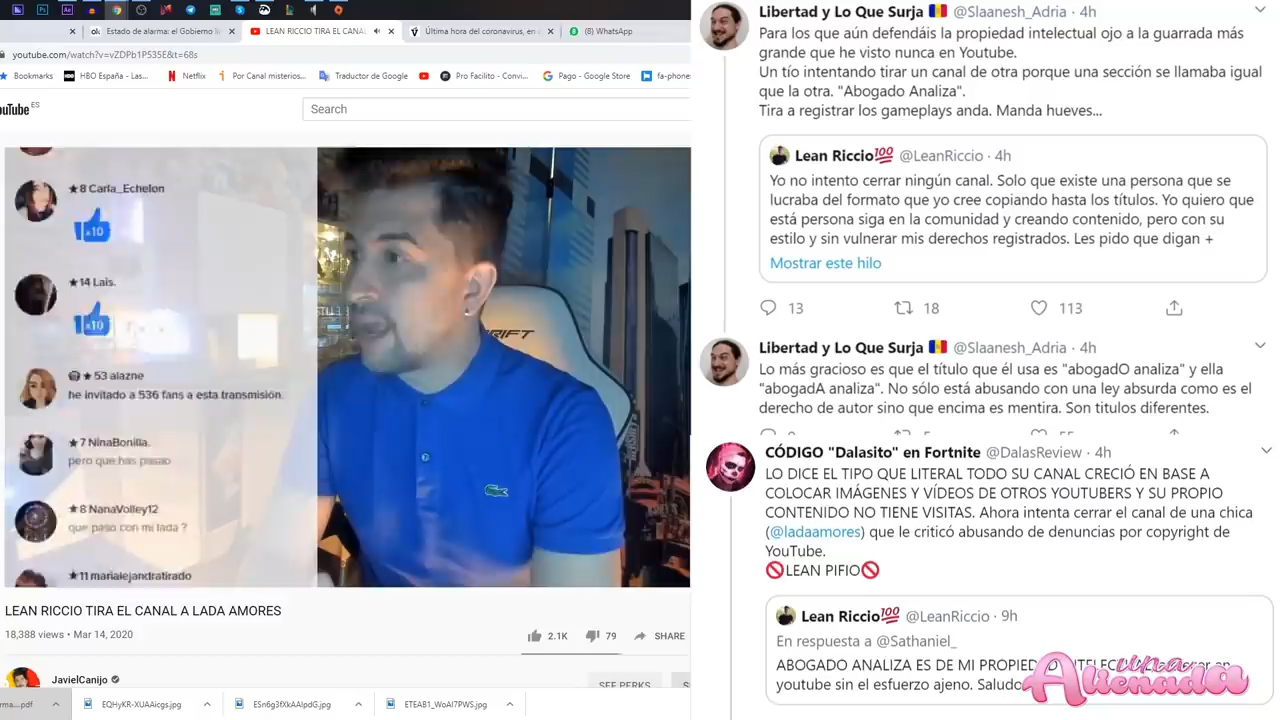 Estado de alarma: el Gobierno li
LEAN RICCIO TIRA EL CANAL
Última hora del coronavirus, en
(8) WhatsApp
youtube.com/watch?v=vZDPb1P535E&t=68s
Bookmarks
HBO España - Las...
Netflix
Por Canal misterios...
Traductor de Google
Pro Facilito - Convi...
Pago - Google Store
fa-phone
ouTube ES
Search
★8 Carla_Echelon
x10
★14 Lais.
x10
★ 53 alazne
he invitado a 536 fans a esta transmisión.
★7 NinaBonilla.
pero que has pasao
★8 NanaVolley12
que paso con mi lada ?
★11 marialejandratirado
RIFT
LEAN RICCIO TIRA EL CANAL A LADA AMORES
18,388 views • Mar 14, 2020
2.1K
79
SHARE
JavielCanijo
SEE PERKS
rma....pdf
EQHyKR-XUAAicgs.jpg
ESn6g3fXkAAlpdG.jpg
ETEAB1_WoAI7PWS.jpg
Libertad y Lo Que Surja @Slaanesh_Adria · 4h
Para los que aún defendáis la propiedad intelectual ojo a la guarrada más
grande que he visto nunca en Youtube.
Un tío intentando tirar un canal de otra porque una sección se llamaba igual
que la otra. "Abogado Analiza".
Tira a registrar los gameplays anda. Manda hueves...
Lean Riccio💯 @LeanRiccio · 4h
Yo no intento cerrar ningún canal. Solo que existe una persona que se
lucraba del formato que yo cree copiando hasta los títulos. Yo quiero que
está persona siga en la comunidad y creando contenido, pero con su
estilo y sin vulnerar mis derechos registrados. Les pido que digan +
Mostrar este hilo
13
18
113
Libertad y Lo Que Surja @Slaanesh_Adria · 4h
Lo más gracioso es que el título que él usa es "abogadO analiza" y ella
"abogadA analiza". No sólo está abusando con una ley absurda como es el
derecho de autor sino que encima es mentira. Son titulos diferentes.
CÓDIGO "Dalasito" en Fortnite @DalasReview · 4h
LO DICE EL TIPO QUE LITERAL TODO SU CANAL CRECIÓ EN BASE A
COLOCAR IMÁGENES Y VÍDEOS DE OTROS YOUTUBERS Y SU PROPIO
CONTENIDO NO TIENE VISITAS. Ahora intenta cerrar el canal de una chica
(@ladaamores) que le criticó abusando de denuncias por copyright de
YouTube.
🚫LEAN PIFIO🚫
Lean Riccio💯 @LeanRiccio · 9h
En respuesta a @Sathaniel_
ABOGADO ANALIZA ES DE MI PROPIEDAD INTELEC
youtube sin el esfuerzo ajeno. Saludo
una
Alienada